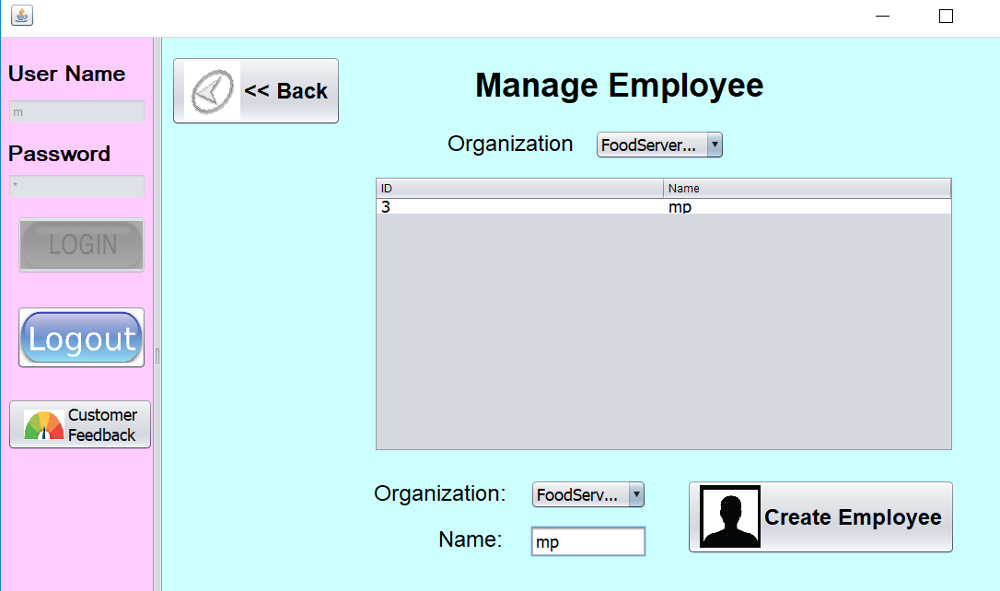 User Name
m
Password
*
LOGIN
Logout
Customer
Feedback
<< Back
Manage Employee
Organization
FoodServer...
ID
Name
3
mp
Organization:
FoodServ...
Name:
mp
Create Employee